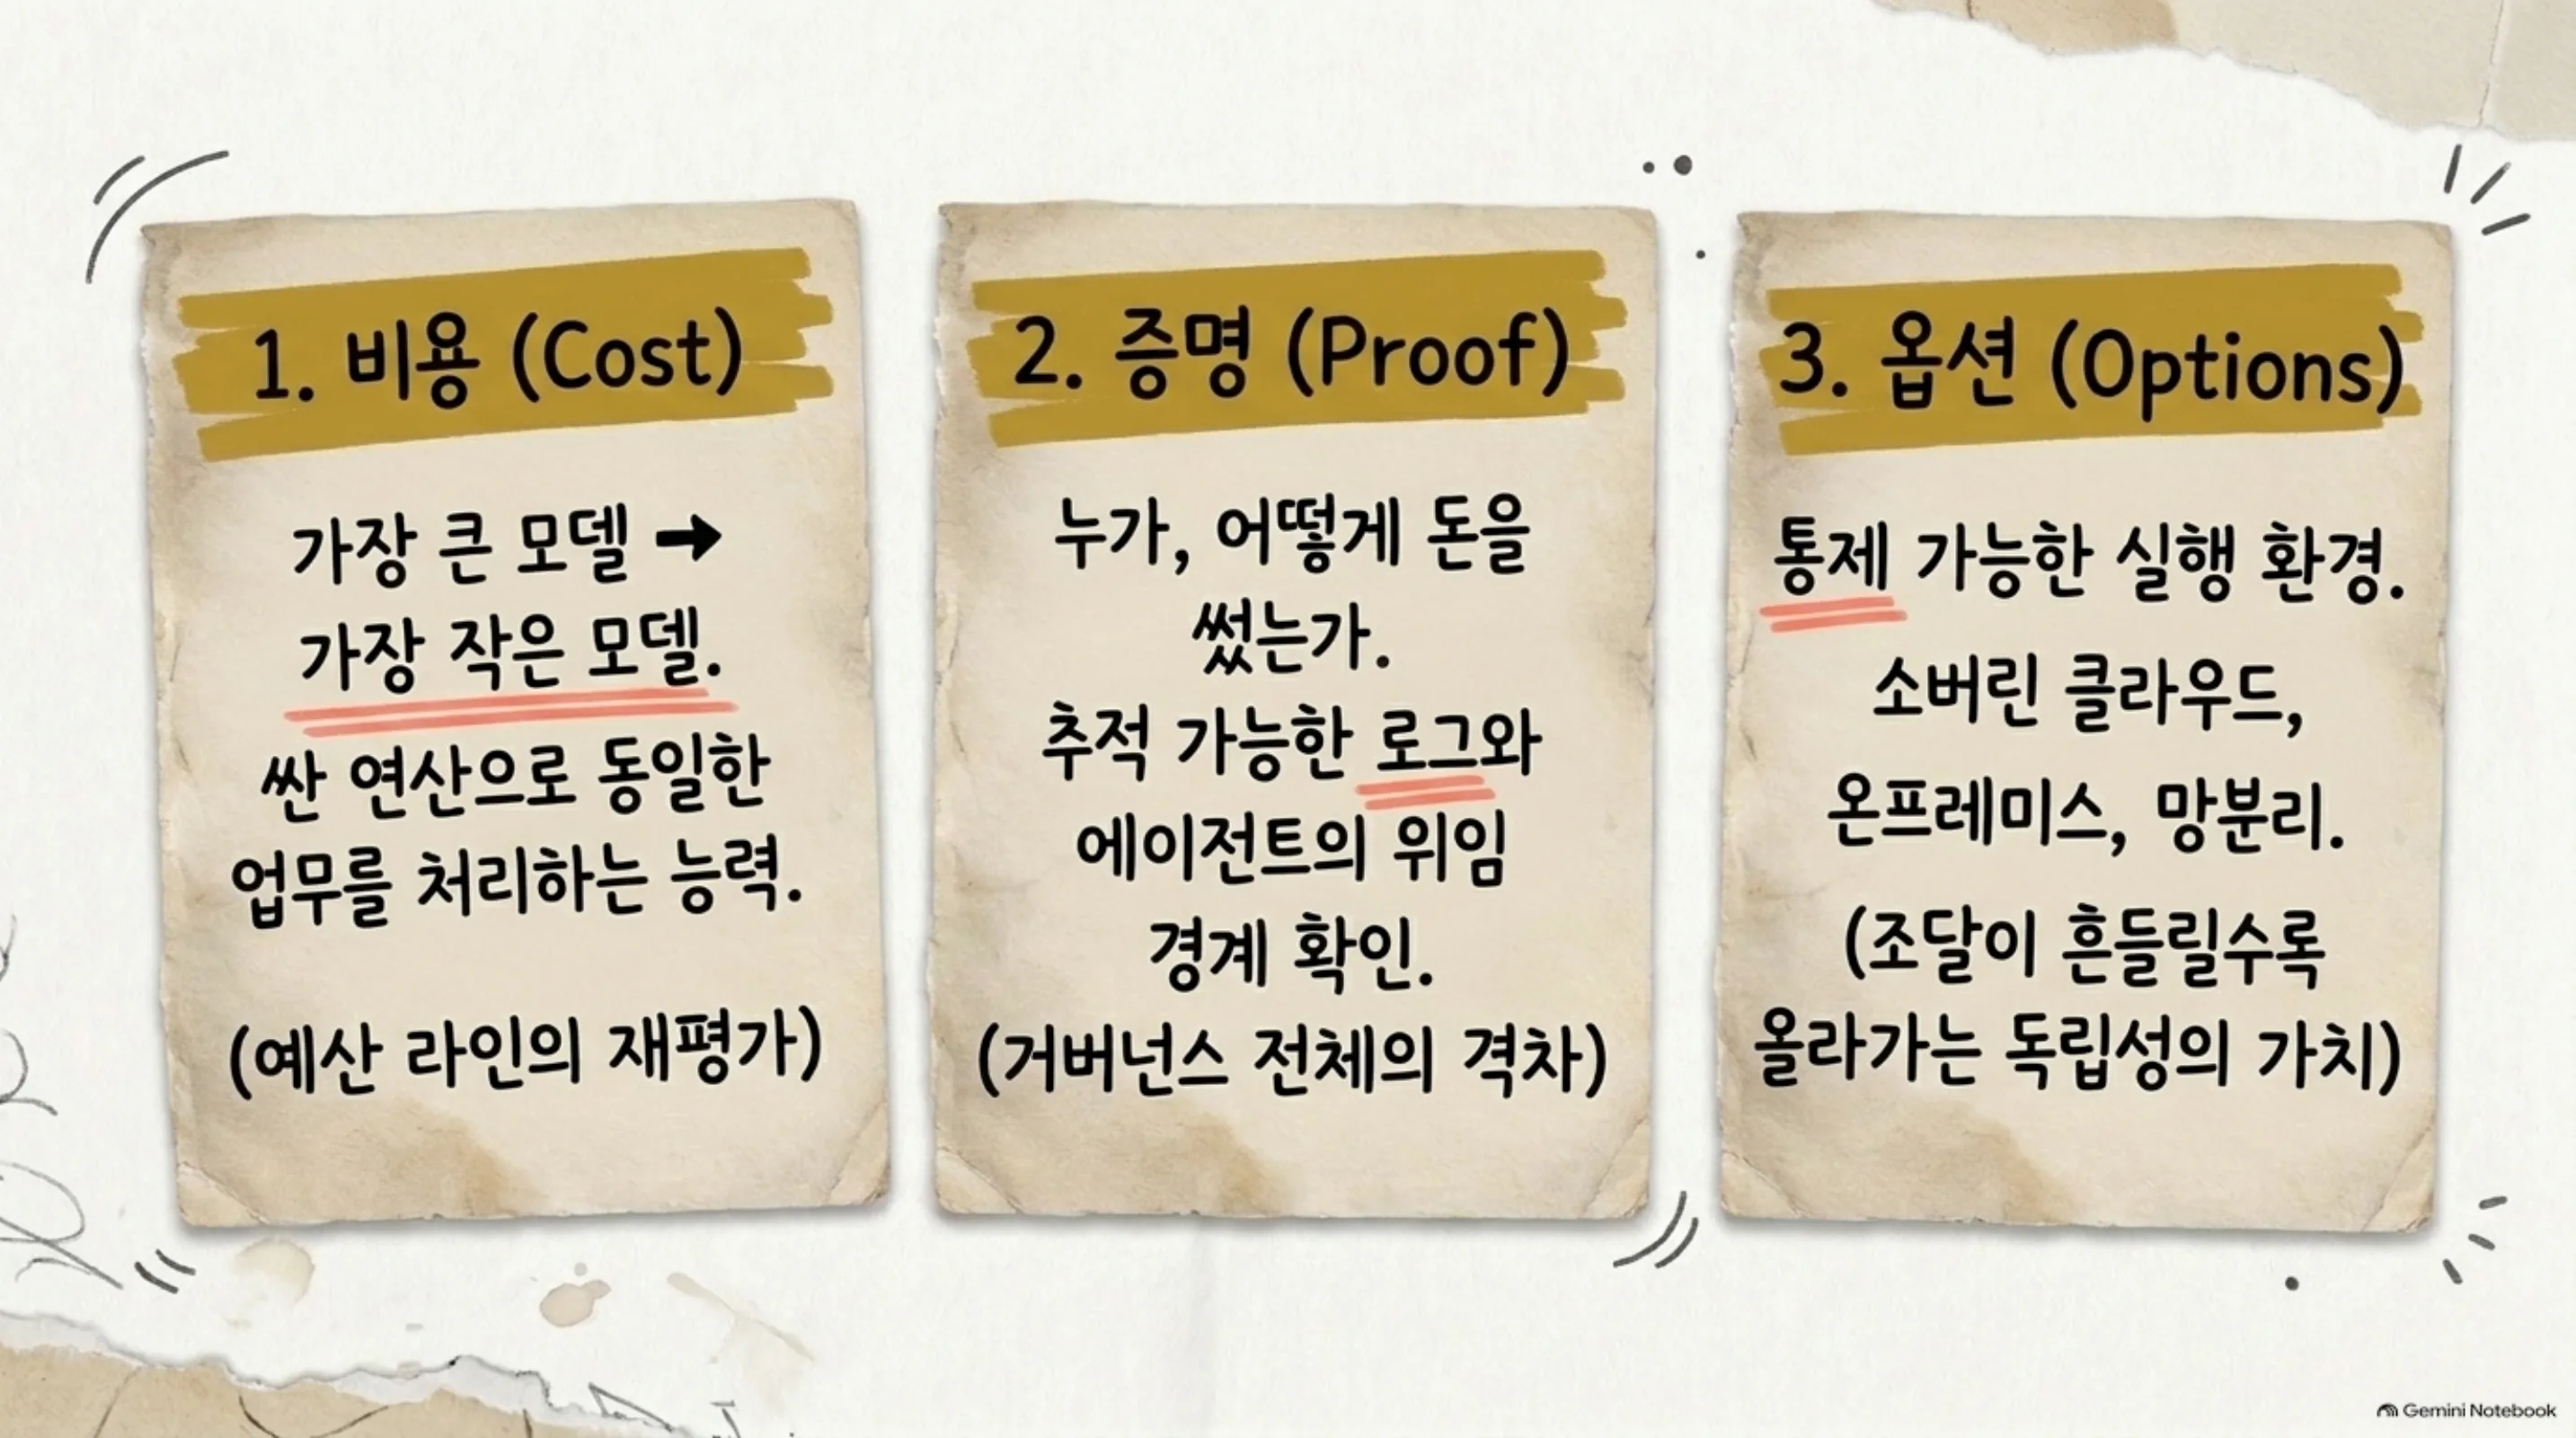 1. 비용 (Cost)
가장 큰 모델 →
가장 작은 모델.
싼 연산으로 동일한
업무를 처리하는 능력.
(예산 라인의 재평가)
2. 증명 (Proof)
누가, 어떻게 돈을
썼는가.
추적 가능한 로그와
에이전트의 위임
경계 확인.
(거버넌스 전체의 격차)
3. 옵션 (Options)
통제 가능한 실행 환경.
소버린 클라우드,
온프레미스, 망분리.
(조달이 흔들릴수록
올라가는 독립성의 가치)
Gemini Notebook